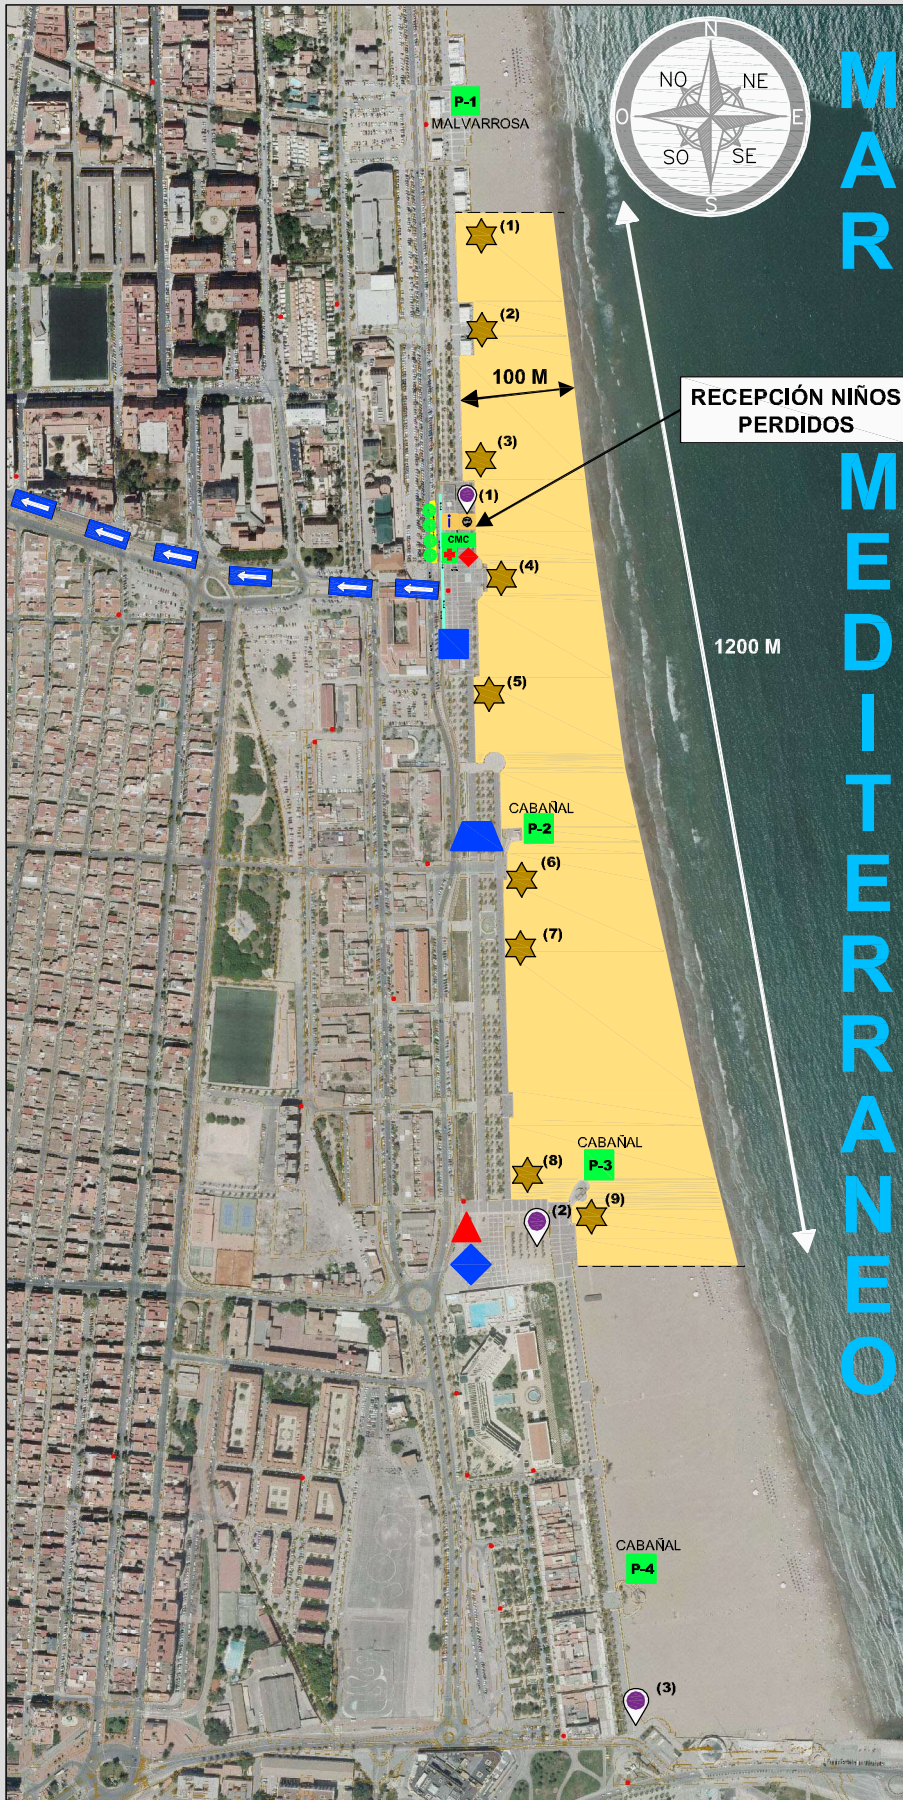 N
NO
NE
O
E
SO
SE
S
MAR MEDITERRANEO
P-1
MALVARROSA
(1)
(2)
100 M
RECEPCIÓN NIÑOS
PERDIDOS
(3)
(1)
i
CMC
(4)
1200 M
(5)
CABAÑAL
P-2
(6)
(7)
CABAÑAL
P-3
(8)
(9)
(2)
CABAÑAL
P-4
(3)